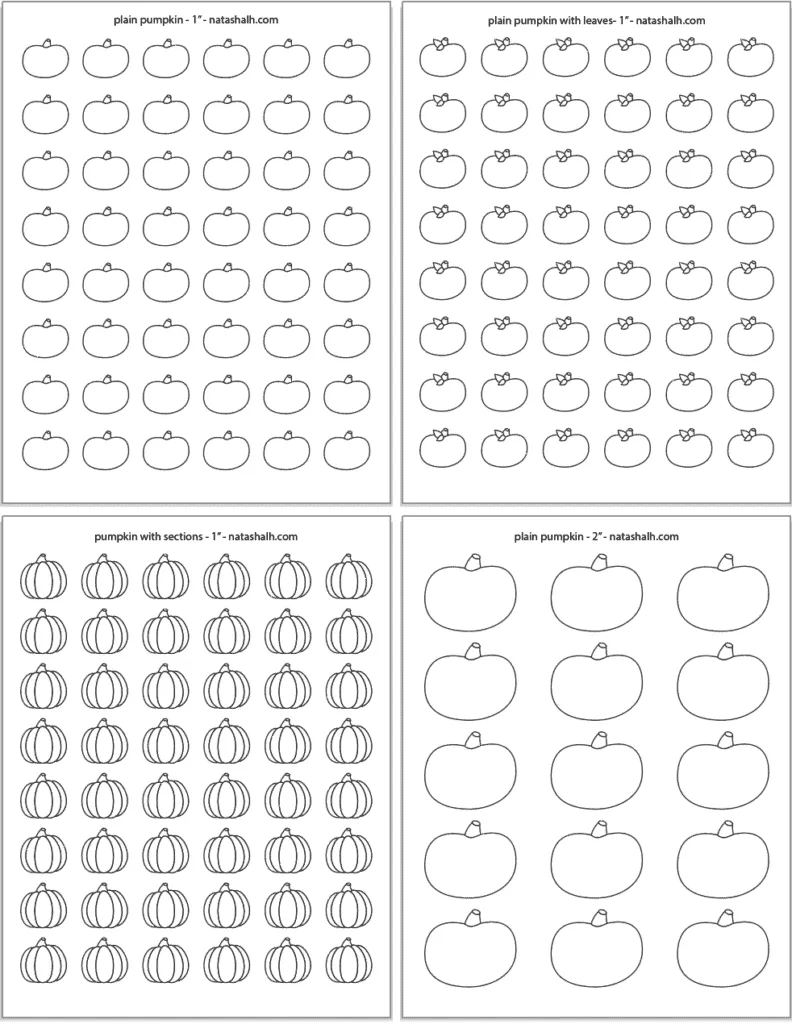 plain pumpkin - 1”- natashalh.com
plain pumpkin with leaves- 1”- natashalh.com
pumpkin with sections - 1”- natashalh.com
plain pumpkin - 2”- natashalh.com